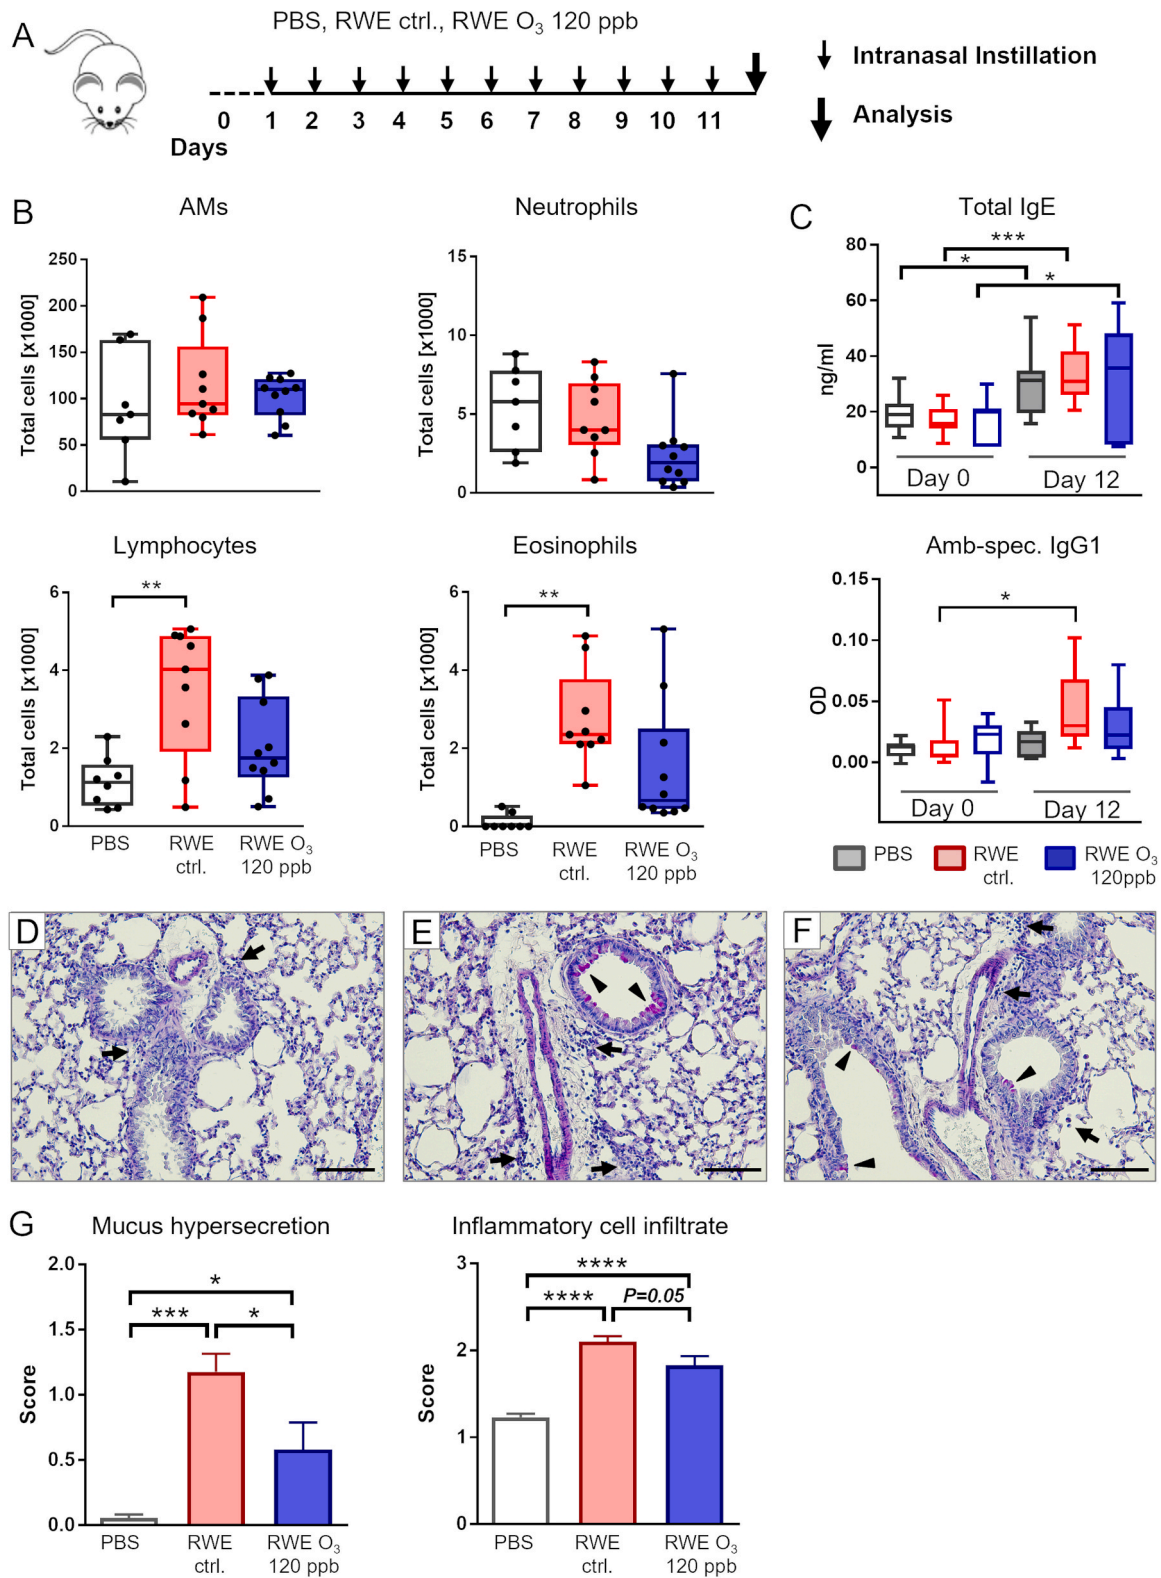 A
PBS, RWE ctrl., RWE O₃ 120 ppb
0 1 2 3 4 5 6 7 8 9 10 11
Days
Intranasal Instillation
Analysis
B
AMs
Total cells [x1000]
250
200
150
100
50
0
Neutrophils
Total cells [x1000]
15
10
5
0
Lymphocytes
Total cells [x1000]
6
4
2
0
**
PBS
RWE
ctrl.
RWE O₃
120 ppb
Eosinophils
Total cells [x1000]
6
4
2
0
**
PBS
RWE
ctrl.
RWE O₃
120 ppb
C
Total IgE
ng/ml
80
60
40
20
0
***
*
*
Day 0
Day 12
Amb-spec. IgG1
OD
0.15
0.10
0.05
0.00
*
Day 0
Day 12
PBS
RWE
ctrl.
RWE O₃
120ppb
D
E
F
G
Mucus hypersecretion
Score
2.0
1.5
1.0
0.5
0.0
*
***
*
PBS
RWE
ctrl.
RWE O₃
120 ppb
Inflammatory cell infiltrate
Score
3
2
1
0
****
****
P=0.05
PBS
RWE
ctrl.
RWE O₃
120 ppb